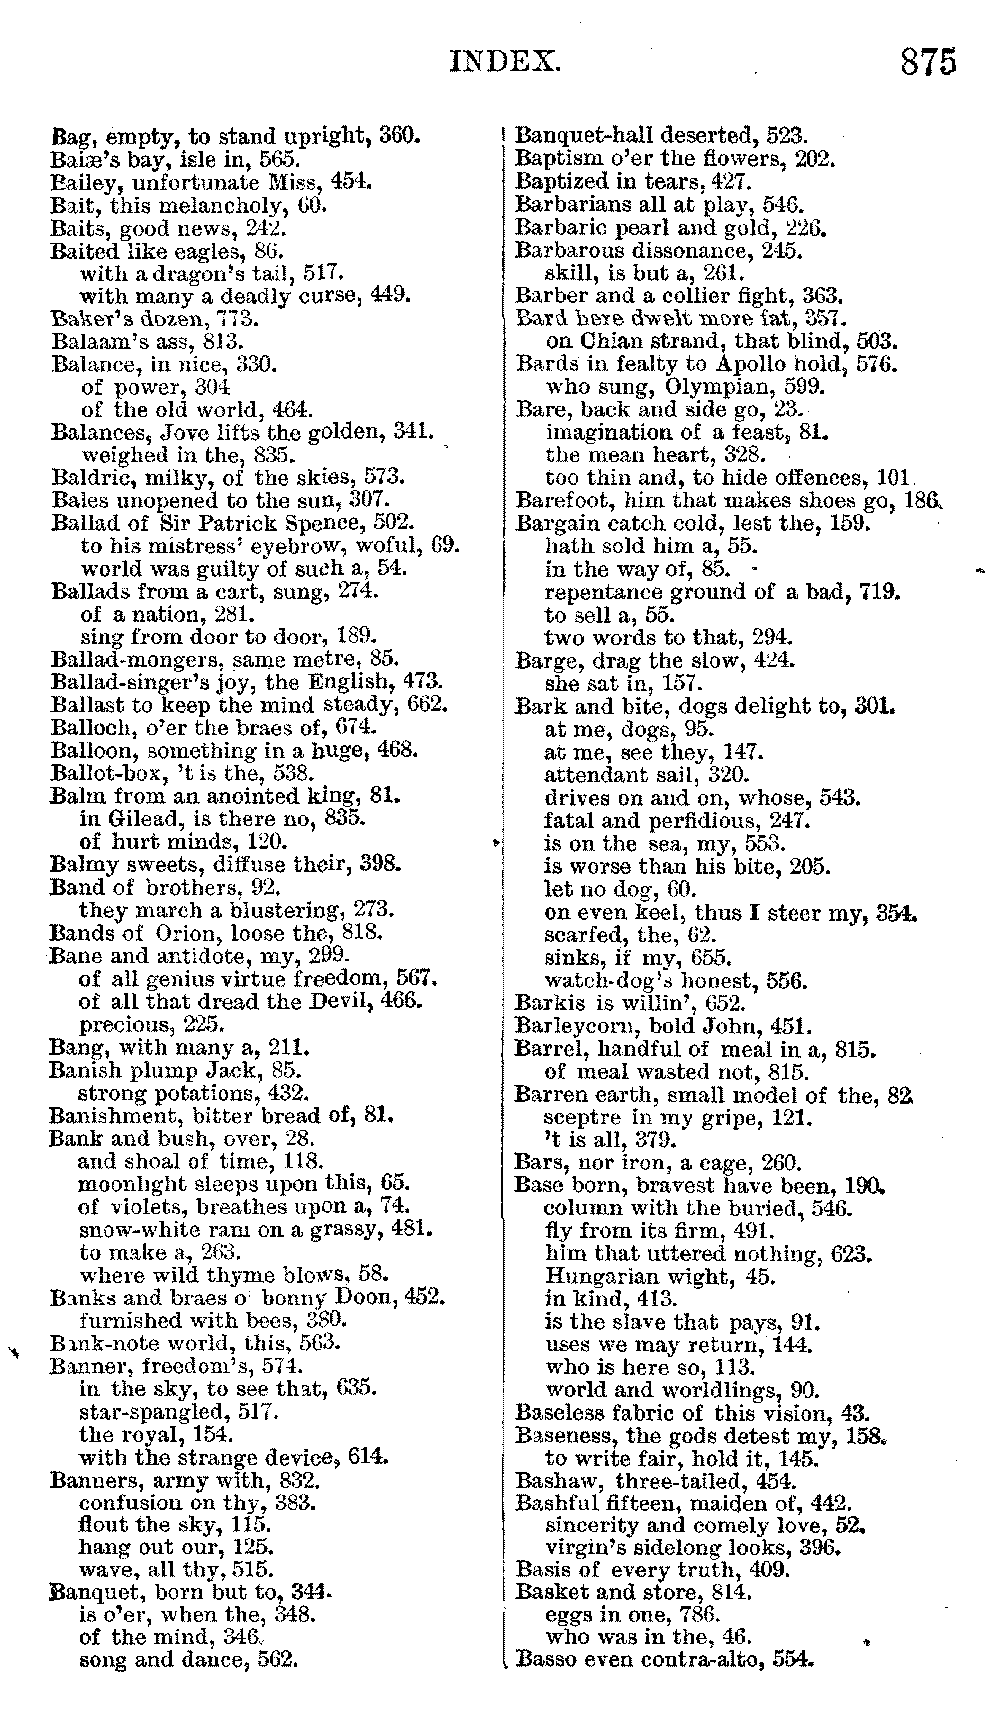 INDEX. 875
Bag, empty, to stand upright, 360.
Baiæ's bay, isle in, 565.
Bailey, unfortunate Miss, 454.
Bait, this melancholy, 60.
Baits, good news, 242.
Baited like eagles, 86.
with a dragon's tail, 517.
with many a deadly curse, 449.
Baker's dozen, 773.
Balaam's ass, 813.
Balance, in nice, 330.
of power, 304
of the old world, 464.
Balances, Jove lifts the golden, 341.
weighed in the, 835.
Baldric, milky, of the skies, 573.
Bales unopened to the sun, 307.
Ballad of Sir Patrick Spence, 502.
to his mistress' eyebrow, woful, 69.
world was guilty of such a, 54.
Ballads from a cart, sung, 274.
of a nation, 281.
sing from door to door, 189.
Ballad-mongers, same metre, 85.
Ballad-singer's joy, the English, 473.
Ballast to keep the mind steady, 662.
Balloch, o'er the braes of, 674.
Balloon, something in a huge, 468.
Ballot-box, 't is the, 538.
Balm from an anointed king, 81.
in Gilead, is there no, 835.
of hurt minds, 120.
Balmy sweets, diffuse their, 398.
Band of brothers, 92.
they march a blustering, 273.
Bands of Orion, loose the, 818.
Bane and antidote, my, 299.
of all genius virtue freedom, 567.
of all that dread the Devil, 466.
precious, 225.
Bang, with many a, 211.
Banish plump Jack, 85.
strong potations, 432.
Banishment, bitter bread of, 81.
Bank and bush, over, 28.
and shoal of time, 118.
moonlight sleeps upon this, 65.
of violets, breathes upon a, 74.
snow-white ram on a grassy, 481.
to make a, 263.
where wild thyme blows, 58.
Banks and braes o' bonny Doon, 452.
furnished with bees, 380.
Bank-note world, this, 563.
Banner, freedom's, 574.
in the sky, to see that, 635.
star-spangled, 517.
the royal, 154.
with the strange device, 614.
Banners, army with, 832.
confusion on thy, 383.
flout the sky, 115.
hang out our, 125.
wave, all thy, 515.
Banquet, born but to, 344.
is o'er, when the, 348.
of the mind, 346.
song and dance, 562.
Banquet-hall deserted, 523.
Baptism o'er the flowers, 202.
Baptized in tears, 427.
Barbarians all at play, 546.
Barbaric pearl and gold, 226.
Barbarous dissonance, 245.
skill, is but a, 261.
Barber and a collier fight, 363.
Bard here dwelt more fat, 357.
on Chian strand, that blind, 503.
Bards in fealty to Apollo hold, 576.
who sung, Olympian, 599.
Bare, back and side go, 23.
imagination of a feast, 81.
the mean heart, 328.
too thin and, to hide offences, 101.
Barefoot, him that makes shoes go, 186.
Bargain catch cold, lest the, 159.
hath sold him a, 55.
in the way of, 85.
repentance ground of a bad, 719.
to sell a, 55.
two words to that, 294.
Barge, drag the slow, 424.
she sat in, 157.
Bark and bite, dogs delight to, 301.
at me, dogs, 95.
at me, see they, 147.
attendant sail, 320.
drives on and on, whose, 543.
fatal and perfidious, 247.
is on the sea, my, 553.
is worse than his bite, 205.
let no dog, 60.
on even keel, thus I steer my, 354.
scarfed, the, 62.
sinks, if my, 655.
watch-dog's honest, 556.
Barkis is willin', 652.
Barleycorn, bold John, 451.
Barrel, handful of meal in a, 815.
of meal wasted not, 815.
Barren earth, small model of the, 82.
sceptre in my gripe, 121.
't is all, 379.
Bars, nor iron, a cage, 260.
Base born, bravest have been, 190.
column with the buried, 546.
fly from its firm, 491.
him that uttered nothing, 623.
Hungarian wight, 45.
in kind, 413.
is the slave that pays, 91.
uses we may return, 144.
who is here so, 113.
world and worldlings, 90.
Baseless fabric of this vision, 43.
Baseness, the gods detest my, 158.
to write fair, hold it, 145.
Bashaw, three-tailed, 454.
Bashful fifteen, maiden of, 442.
sincerity and comely love, 52.
virgin's sidelong looks, 396.
Basis of every truth, 409.
Basket and store, 814.
eggs in one, 786.
who was in the, 46.
Basso even contra-alto, 554.